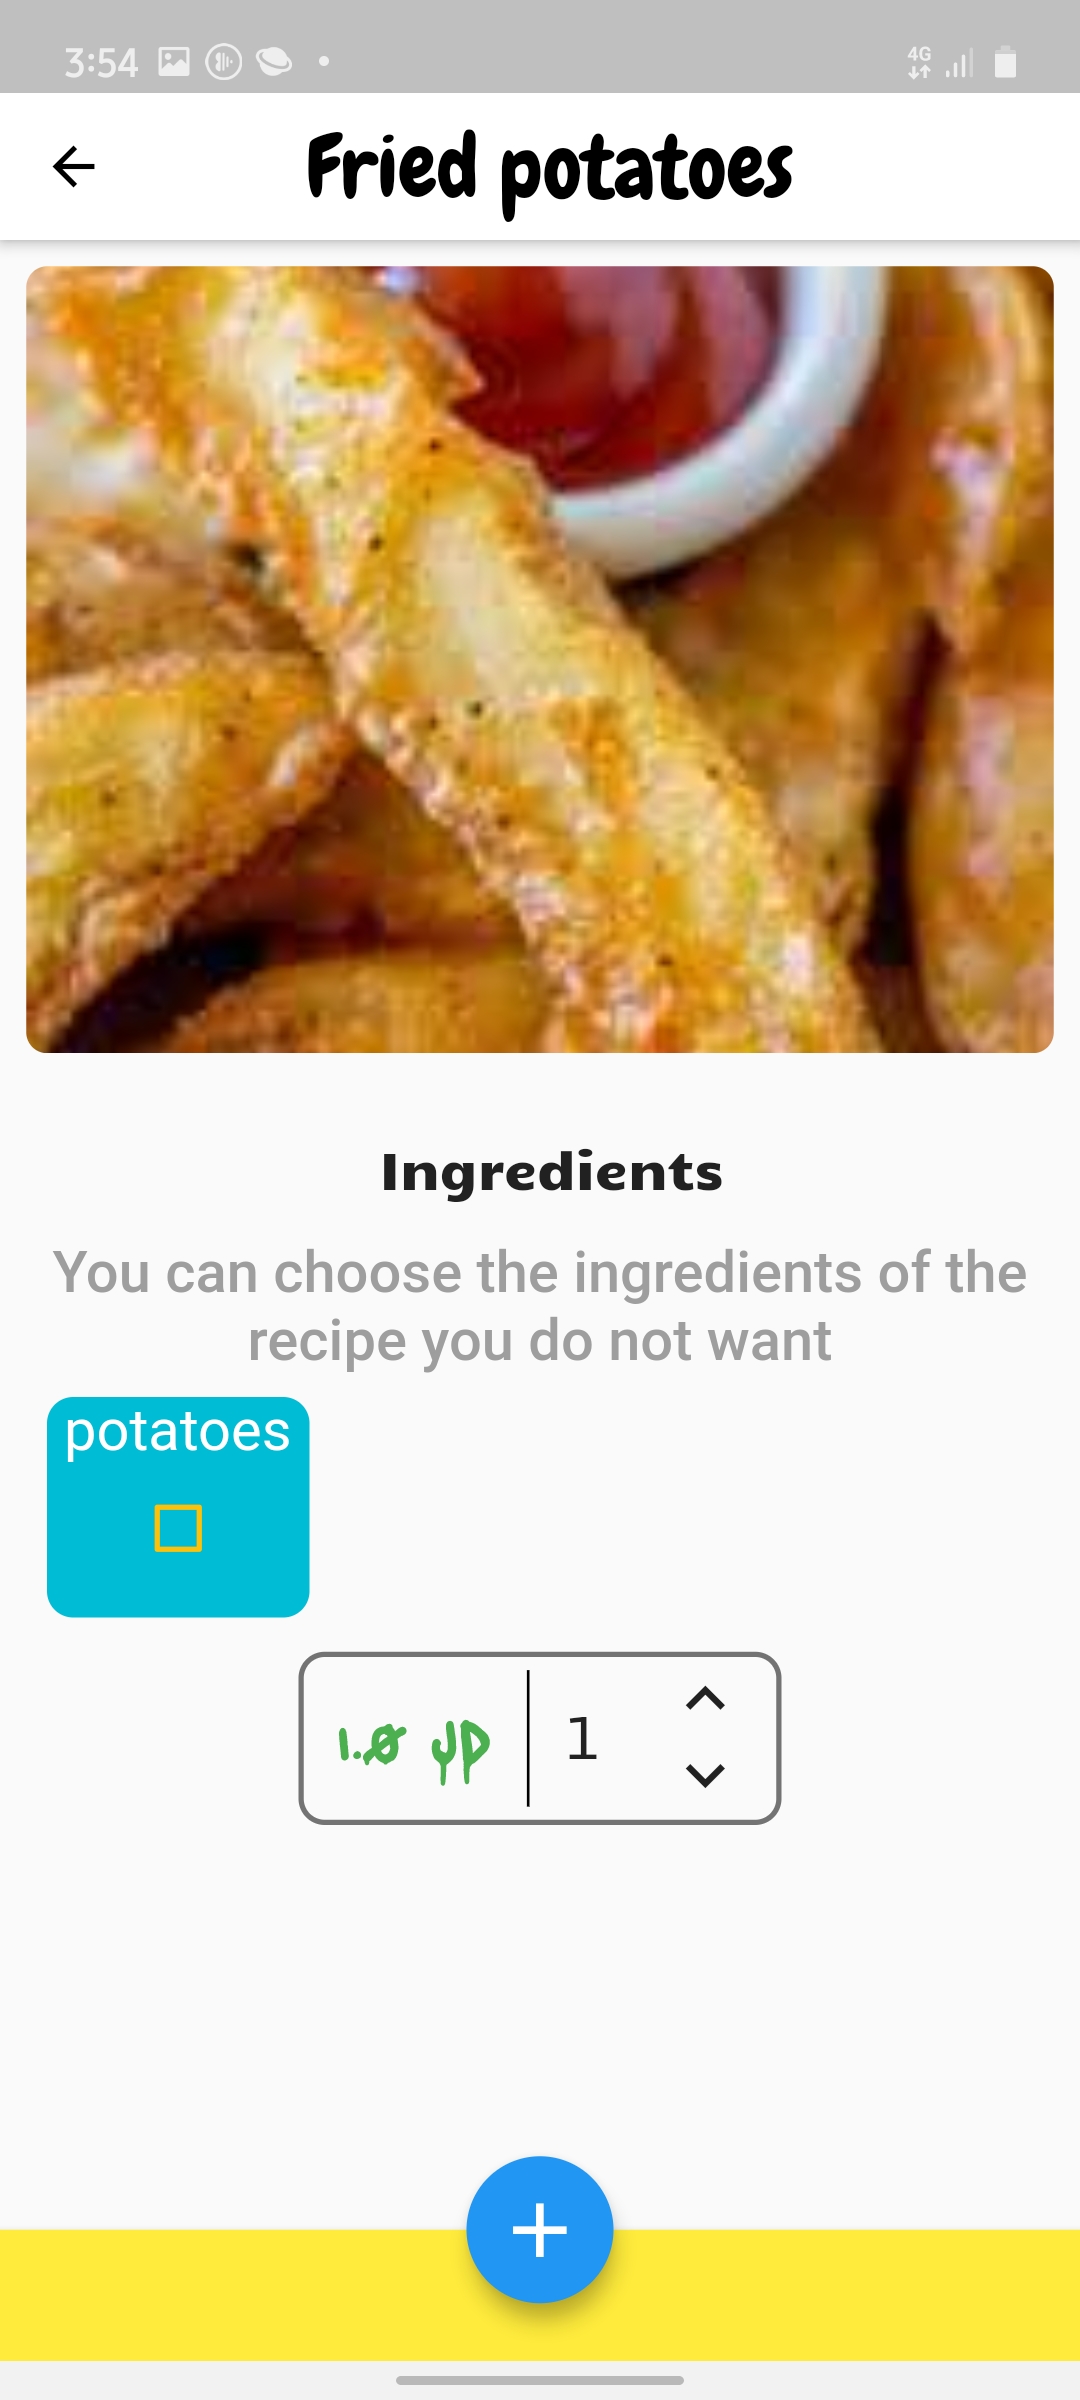 3:54
4G
Fried potatoes
Ingredients
You can choose the ingredients of the
recipe you do not want
potatoes
1.0 JD 1